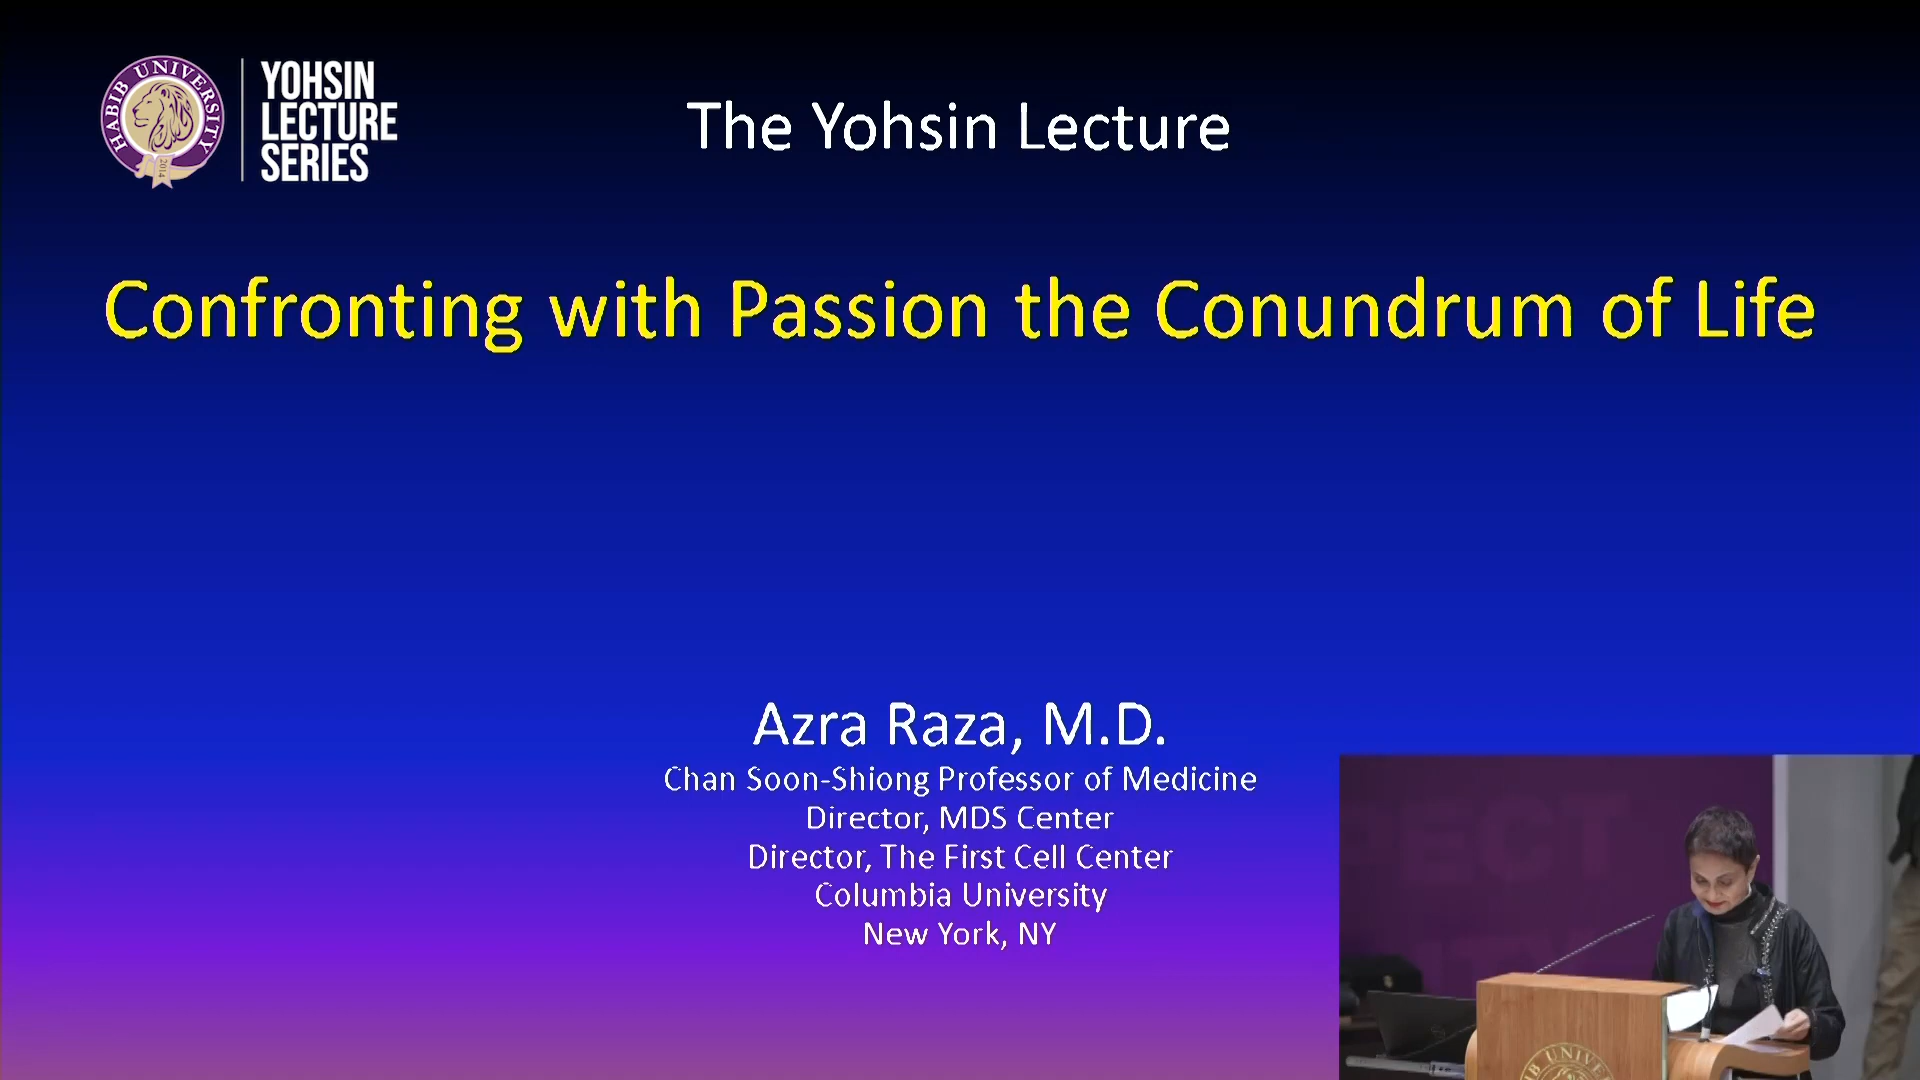 HABIB UNIVERSITY
2014
YOHSIN
LECTURE
SERIES
The Yohsin Lecture
Confronting with Passion the Conundrum of Life
Azra Raza, M.D.
Chan Soon-Shiong Professor of Medicine
Director, MDS Center
Director, The First Cell Center
Columbia University
New York, NY